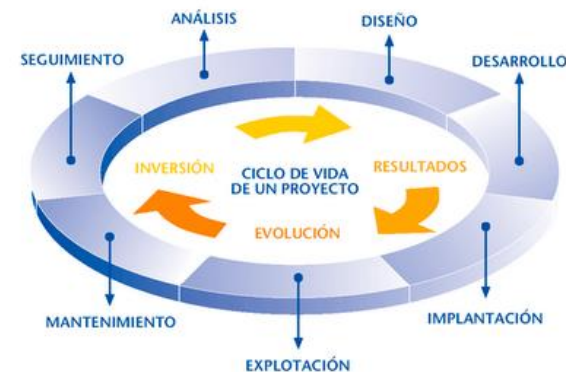 ANÁLISIS
DISEÑO
SEGUIMIENTO
DESARROLLO
INVERSIÓN
CICLO DE VIDA
DE UN PROYECTO
RESULTADOS
EVOLUCIÓN
MANTENIMIENTO
IMPLANTACIÓN
EXPLOTACIÓN